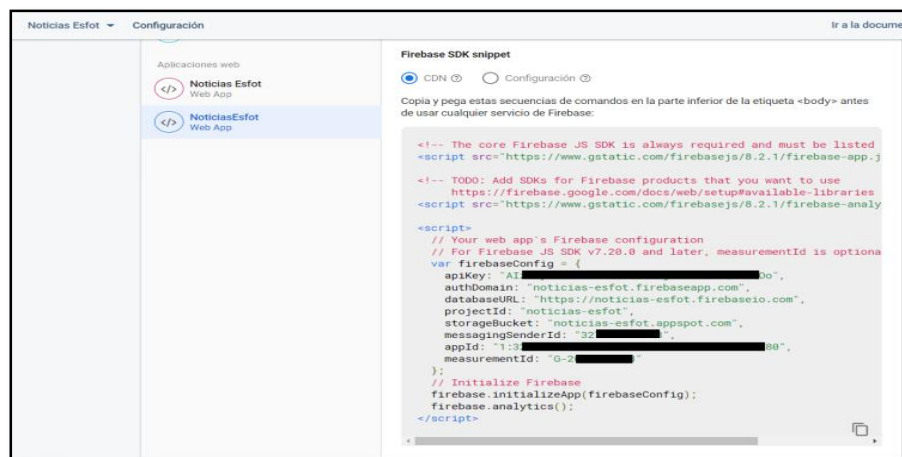 Noticias Esfot
Configuración
Ir a la docume
Aplicaciones web
Noticias Esfot
Web App
NoticiasEsfot
Web App
Firebase SDK snippet
CDN
Configuración
Copia y pega estas secuencias de comandos en la parte inferior de la etiqueta <body> antes
de usar cualquier servicio de Firebase:
<!-- The core Firebase JS SDK is always required and must be listed
<script src="https://www.gstatic.com/firebasejs/8.2.1/firebase-app.j
<!-- TODO: Add SDKs for Firebase products that you want to use
https://firebase.google.com/docs/web/setup#available-libraries
<script src="https://www.gstatic.com/firebasejs/8.2.1/firebase-analy
<script>
// Your web app's Firebase configuration
// For Firebase JS SDK v7.20.0 and later, measurementId is optiona
var firebaseConfig = {
apiKey: "AI Oo",
authDomain: "noticias-esfot.firebaseapp.com",
databaseURL: "https://noticias-esfot.firebaseio.com",
projectId: "noticias-esfot",
storageBucket: "noticias-esfot.appspot.com",
messagingSenderId: "32 ",
appId: "1:3 80",
measurementId: "G-2 "
};
// Initialize Firebase
firebase.initializeApp(firebaseConfig);
firebase.analytics();
</script>